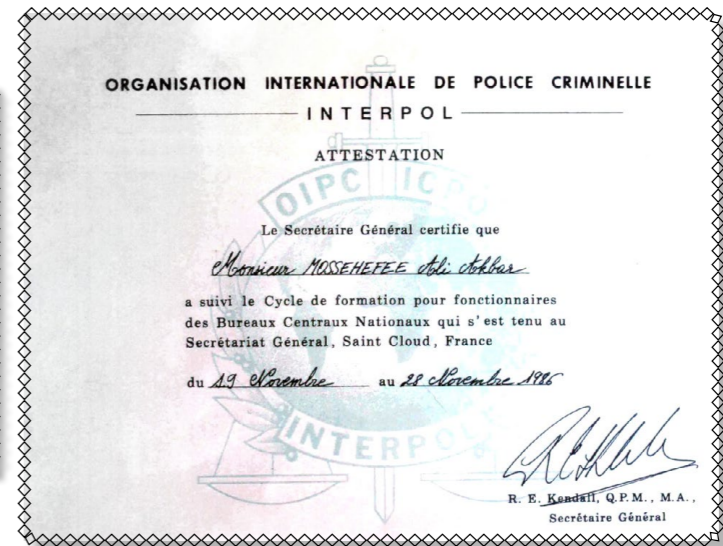 ORGANISATION INTERNATIONALE DE POLICE CRIMINELLE
INTERPOL
ATTESTATION
OIPC ICPO
Le Secrétaire Général certifie que
Monsieur MOSSEHEFEE Ali Akbar
a suivi le Cycle de formation pour fonctionnaires
des Bureaux Centraux Nationaux qui s'est tenu au
Secrétariat Général, Saint Cloud, France
du 19 Novembre au 28 Novembre 1986
INTERPOL
R. E. Kendall, Q.P.M., M.A.,
Secrétaire Général